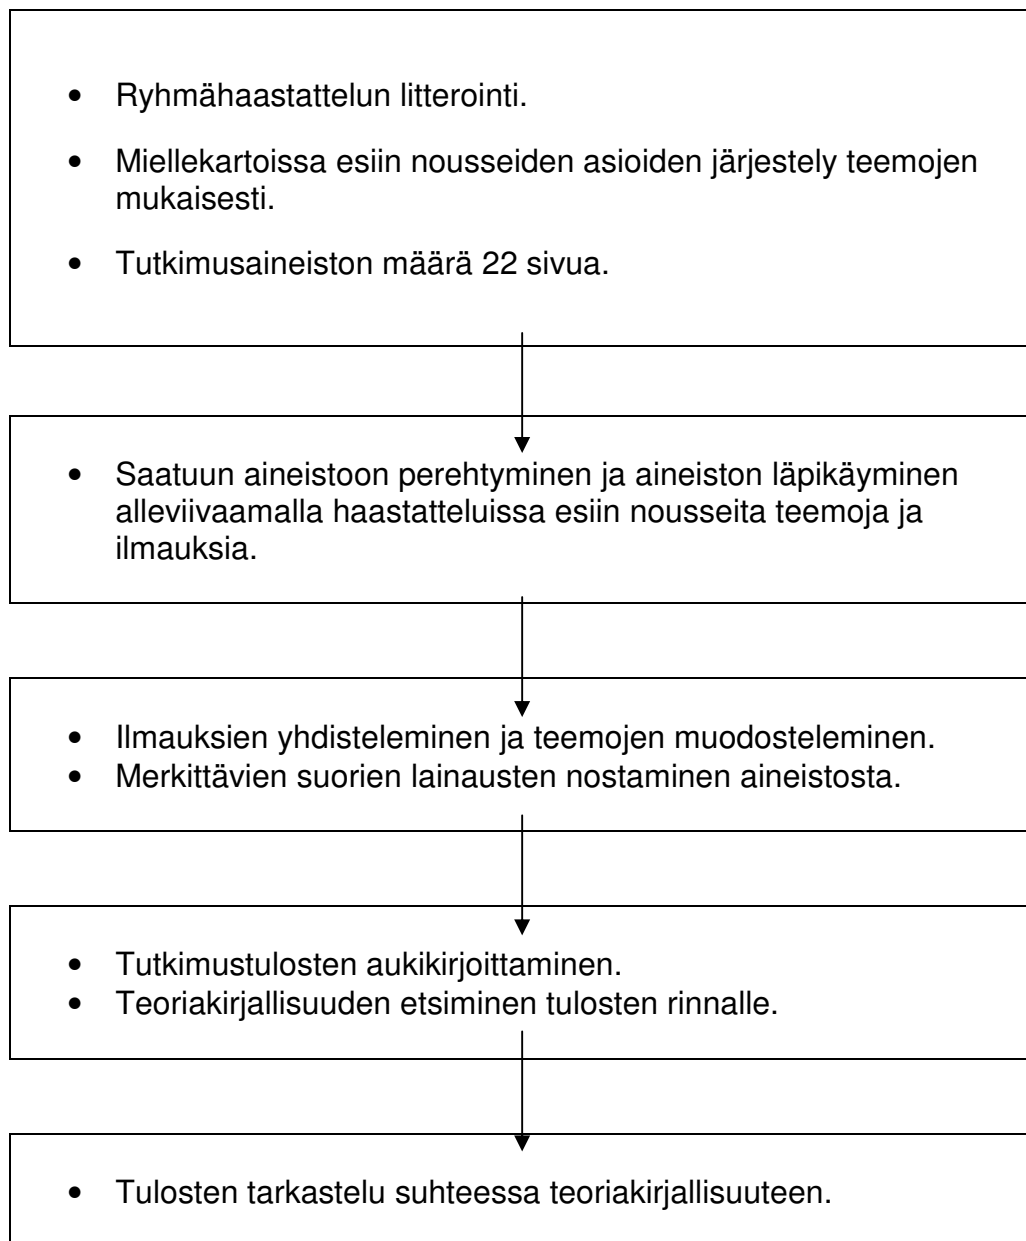 • Ryhmähaastattelun litterointi.
• Miellekartoissa esiin nousseiden asioiden järjestely teemojen
mukaisesti.
• Tutkimusaineiston määrä 22 sivua.
• Saatuun aineistoon perehtyminen ja aineiston läpikäyminen
alleviivaamalla haastatteluissa esiin nousseita teemoja ja
ilmauksia.
• Ilmauksien yhdisteleminen ja teemojen muodosteleminen.
• Merkittävien suorien lainausten nostaminen aineistosta.
• Tutkimustulosten aukikirjoittaminen.
• Teoriakirjallisuuden etsiminen tulosten rinnalle.
• Tulosten tarkastelu suhteessa teoriakirjallisuuteen.